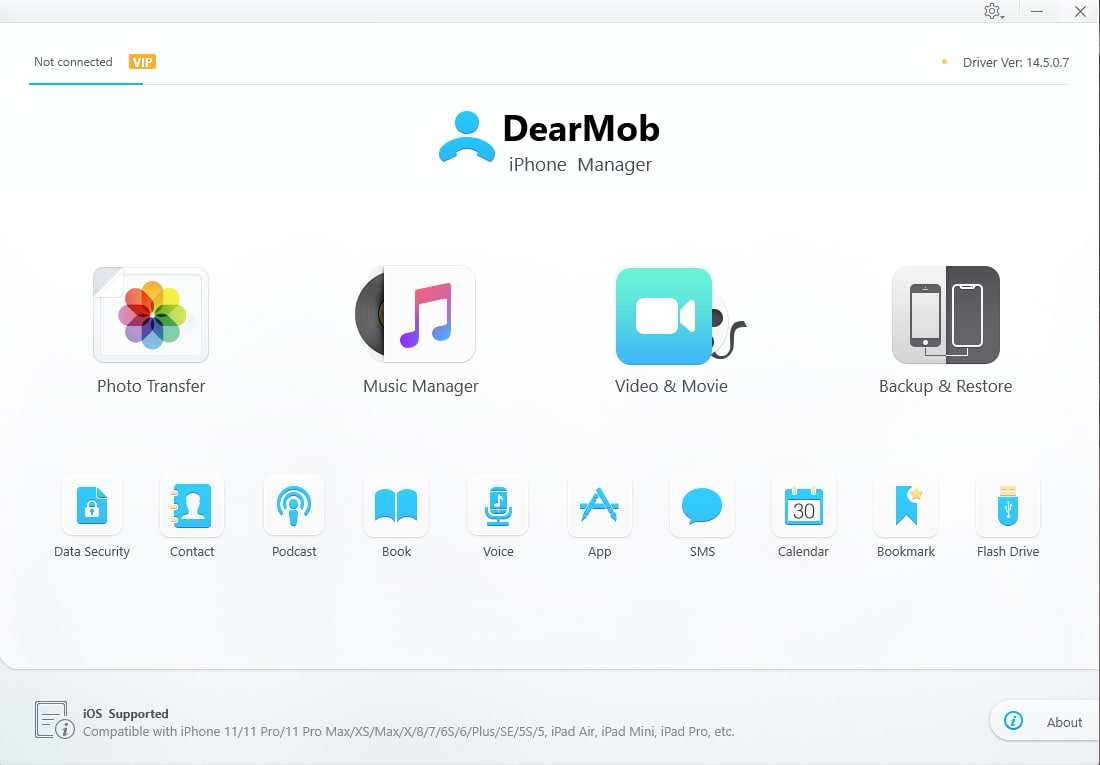 Not connected VIP
Driver Ver: 14.5.0.7
DearMob
iPhone Manager
Photo Transfer
Music Manager
Video & Movie
Backup & Restore
30
Data Security
Contact
Podcast
Book
Voice
App
SMS
Calendar
Bookmark
Flash Drive
iOS Supported
Compatible with iPhone 11/11 Pro/11 Pro Max/XS/Max/X/8/7/6S/6/Plus/SE/5S/5, iPad Air, iPad Mini, iPad Pro, etc.
About